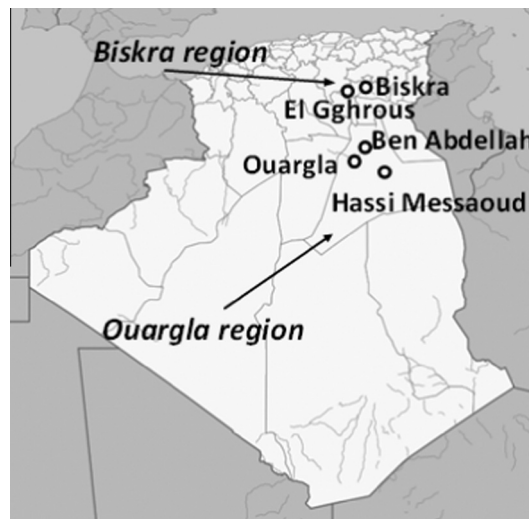 Biskra region
Biskra
El Gghrous
Ben Abdellah
Ouargla
Hassi Messaoud
Ouargla region